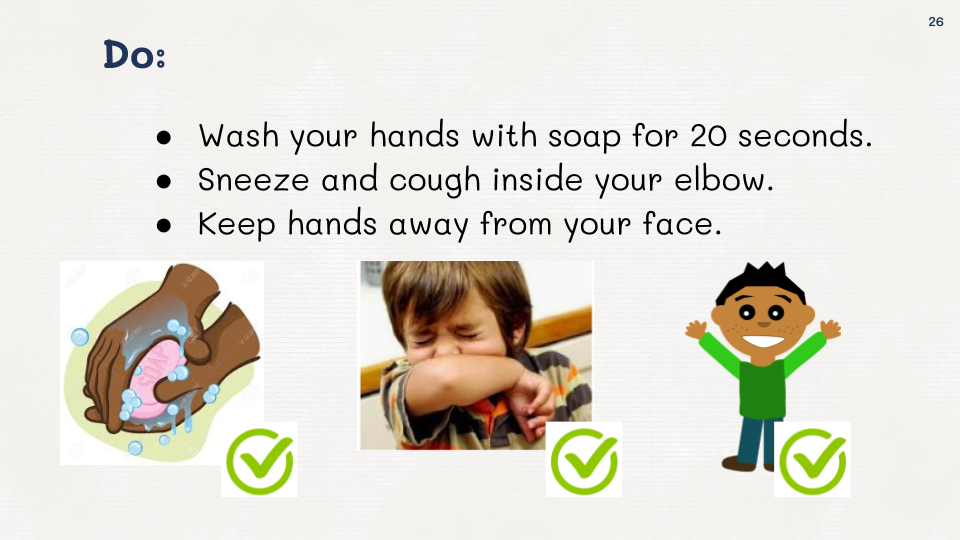 26
Do:
● Wash your hands with soap for 20 seconds.
● Sneeze and cough inside your elbow.
● Keep hands away from your face.
SOAP